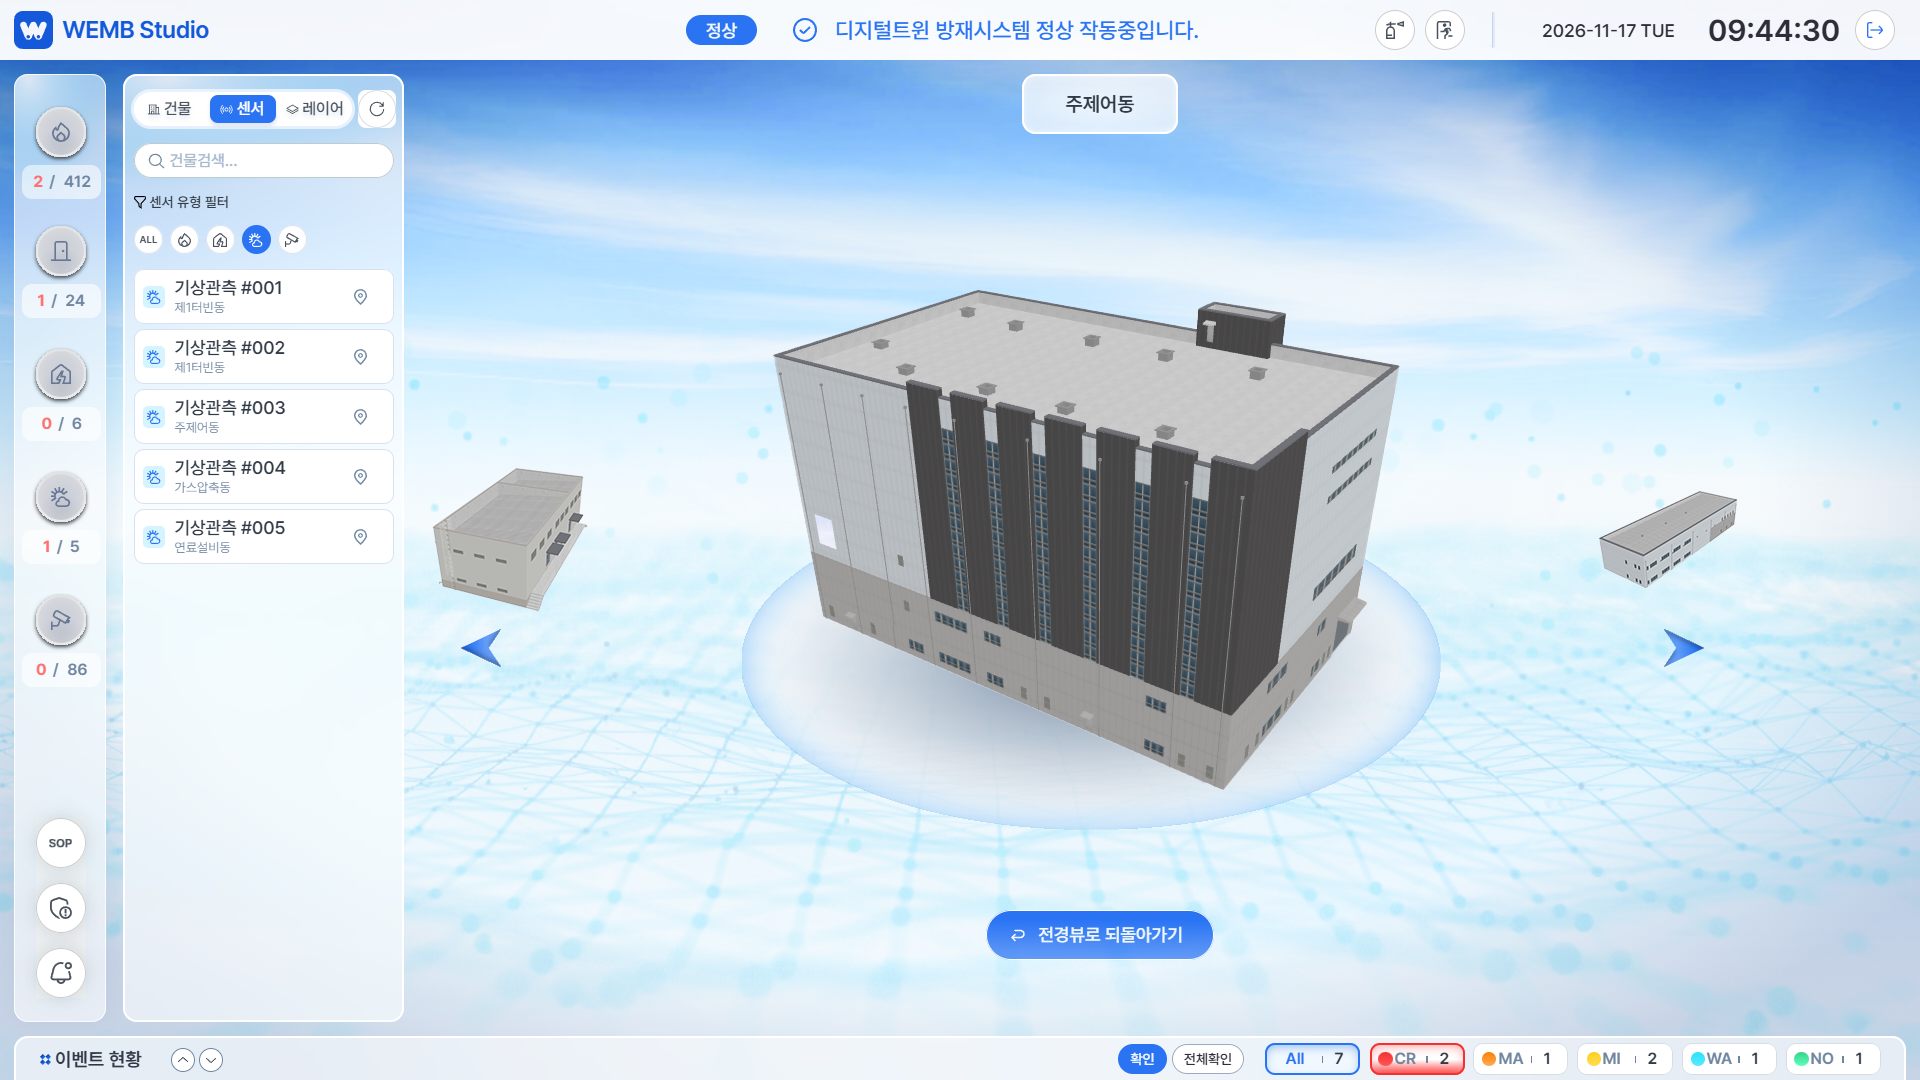 WEMB Studio
정상
디지털트윈 방재시스템 정상 작동중입니다.
2026-11-17 TUE
09:44:30
2 / 412
1 / 24
0 / 6
1 / 5
0 / 86
SOP
건물
센서
레이어
건물검색...
센서 유형 필터
ALL
기상관측 #001
제1터빈동
기상관측 #002
제1터빈동
기상관측 #003
주제어동
기상관측 #004
가스압축동
기상관측 #005
연료설비동
주제어동
전경뷰로 되돌아가기
이벤트 현황
확인
전체확인
All 7
CR 2
MA 1
MI 2
WA 1
NO 1